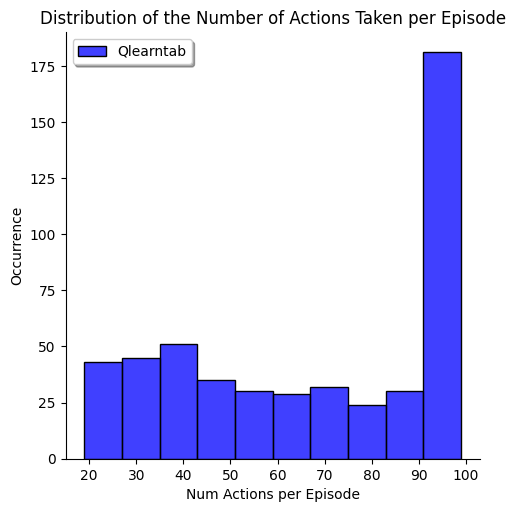 Distribution of the Number of Actions Taken per Episode
Qlearntab
175
150
125
100
75
50
25
0
Occurrence
20 30 40 50 60 70 80 90 100
Num Actions per Episode